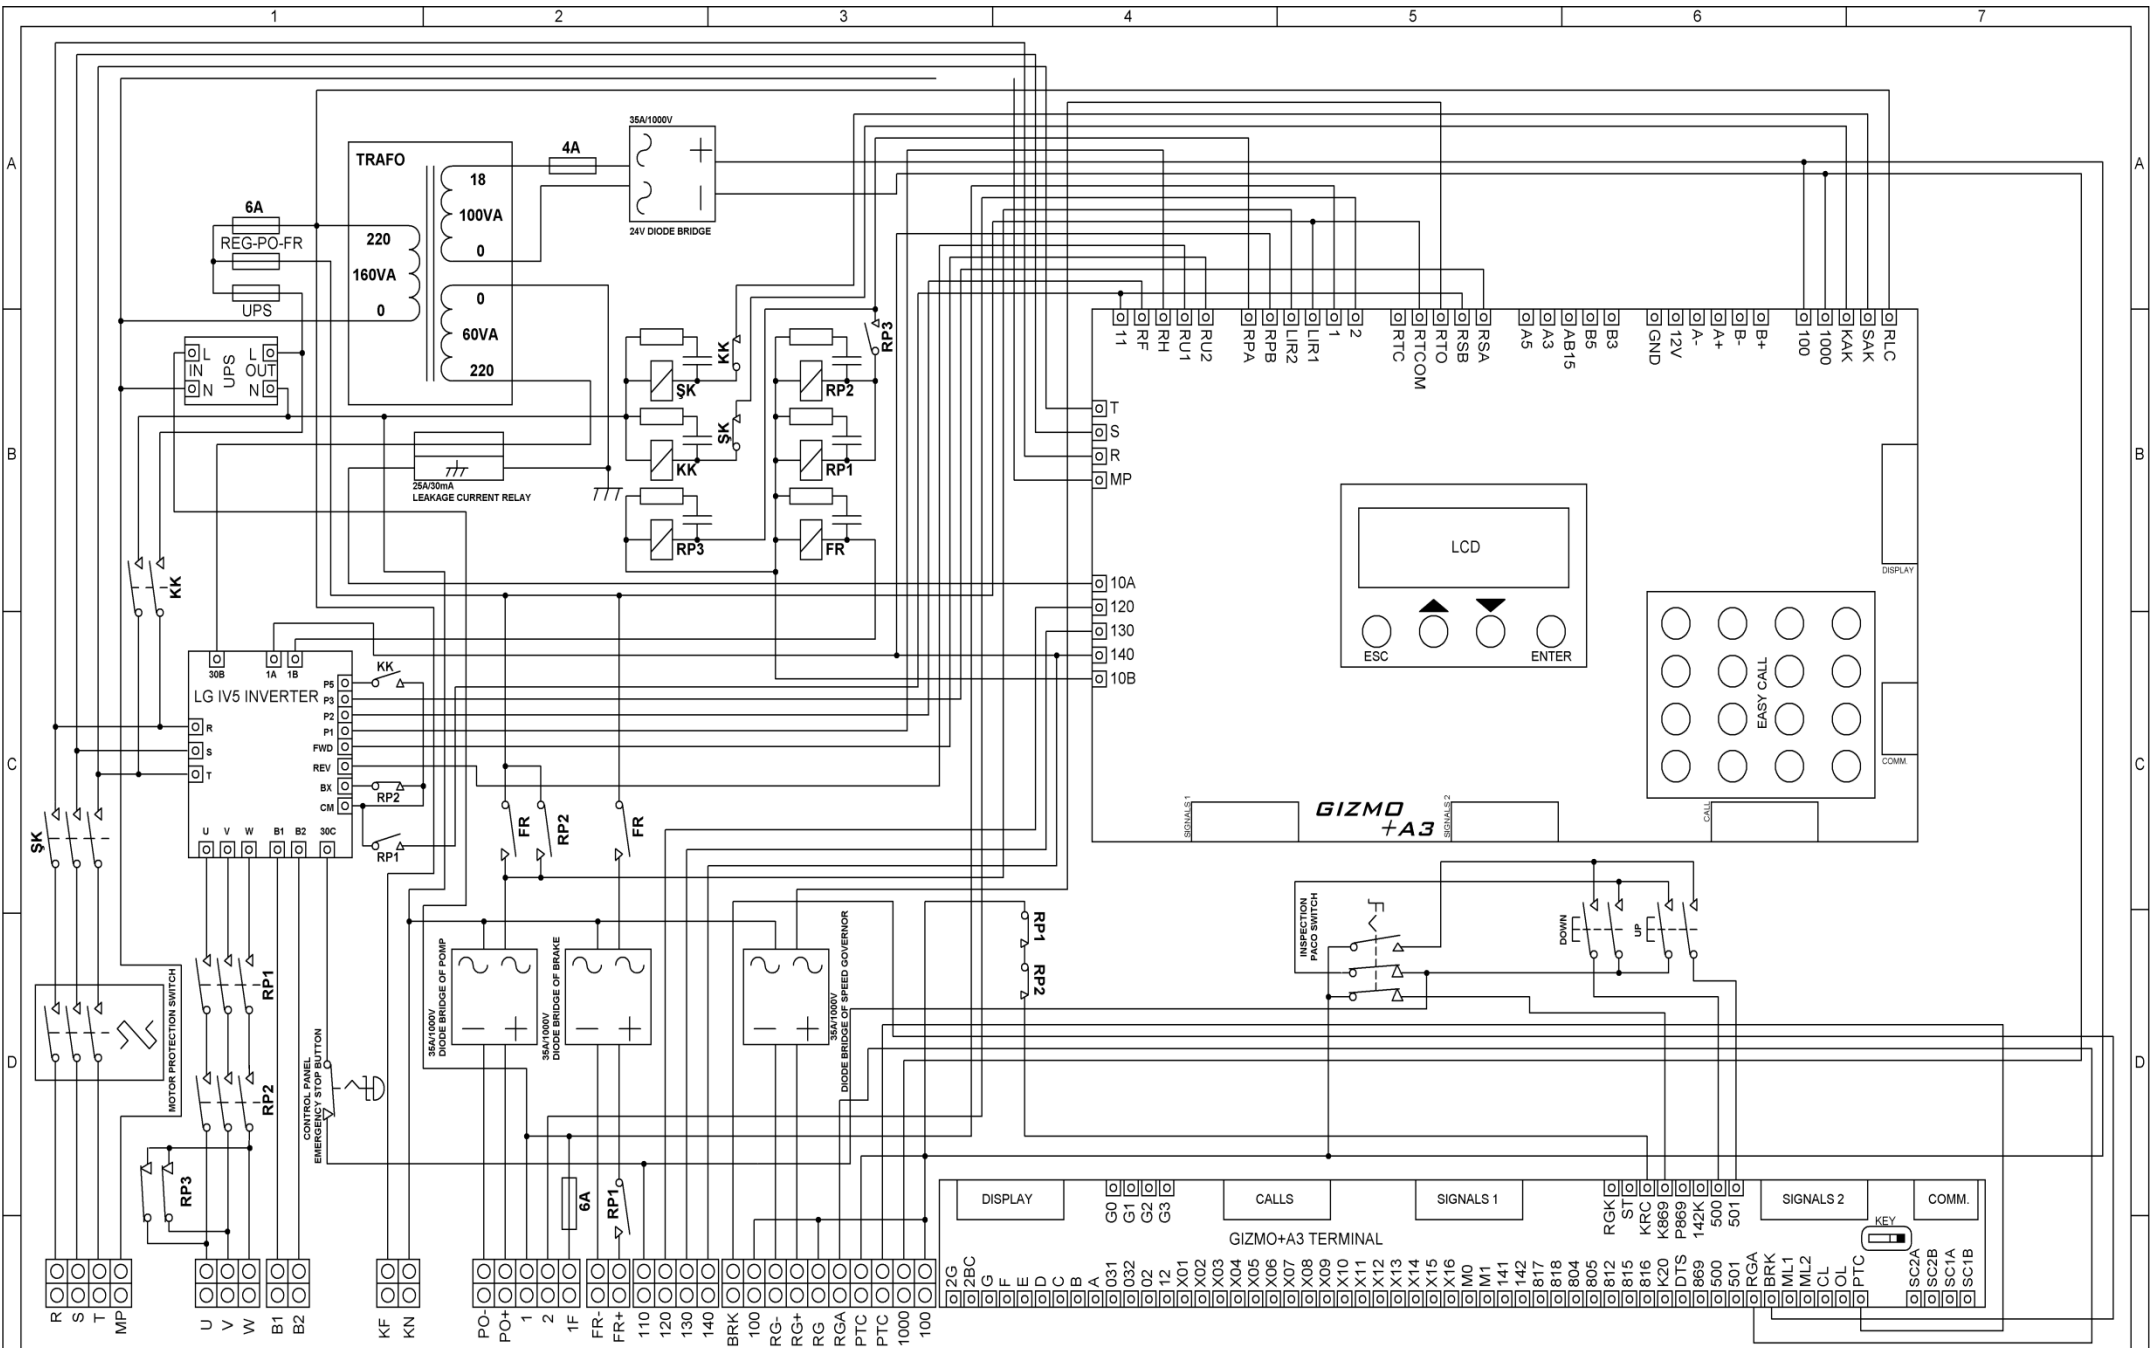 1
2
3
4
5
6
7
A
A
B
B
C
C
D
D
TRAFO
18
100VA
0
220
160VA
0
0
60VA
220
4A
35A/1000V
24V DIODE BRIDGE
6A
REG-PO-FR
UPS
L
IN
N
UPS
L
OUT
N
25A/30mA
LEAKAGE CURRENT RELAY
ŞK
KK
RP3
KK
ŞK
RP2
RP1
FR
RP3
11
RF
RH
RU1
RU2
RPA
RPB
LIR2
LIR1
1
2
RTC
RTCOM
RTO
RSB
RSA
A5
A3
AB15
B5
B3
GND
12V
A-
A+
B-
B+
100
1000
KAK
SAK
RLC
T
S
R
MP
10A
120
130
140
10B
LCD
ESC
ENTER
EASY CALL
DISPLAY
COMM.
SIGNALS 1
GIZMO
+A3
SIGNALS 2
CALL
KK
30B
1A
1B
LG IV5 INVERTER
P5
P3
P2
P1
FWD
REV
BX
CM
R
S
T
U
V
W
B1
B2
30C
KK
RP2
RP1
ŞK
FR
RP2
FR
MOTOR PROTECTION SWITCH
RP1
RP2
RP3
CONTROL PANEL
EMERGENCY STOP BUTTON
35A/1000V
DIODE BRIDGE OF POMP
35A/1000V
DIODE BRIDGE OF BRAKE
35A/1000V
DIODE BRIDGE OF SPEED GOVERNOR
RP1
RP2
INSPECTION
PACO SWITCH
DOWN
UP
6A
RP1
R
S
T
MP
U
V
W
B1
B2
KF
KN
PO-
PO+
1
2
1F
FR-
FR+
110
120
130
140
BRK
100
RG-
RG+
RG
RGA
PTC
PTC
1000
100
DISPLAY
G0
G1
G2
G3
CALLS
SIGNALS 1
RGK
ST
KRC
K869
P869
142K
500
501
SIGNALS 2
COMM.
GIZMO+A3 TERMINAL
KEY
2G
2BC
G
F
E
D
C
B
A
031
032
02
12
X01
X02
X03
X04
X05
X06
X07
X08
X09
X10
X11
X12
X13
X14
X15
X16
M0
M1
141
142
817
818
804
805
812
815
816
K20
DTS
869
500
501
RGA
BRK
ML1
ML2
CL
OL
PTC
SC2A
SC2B
SC1A
SC1B